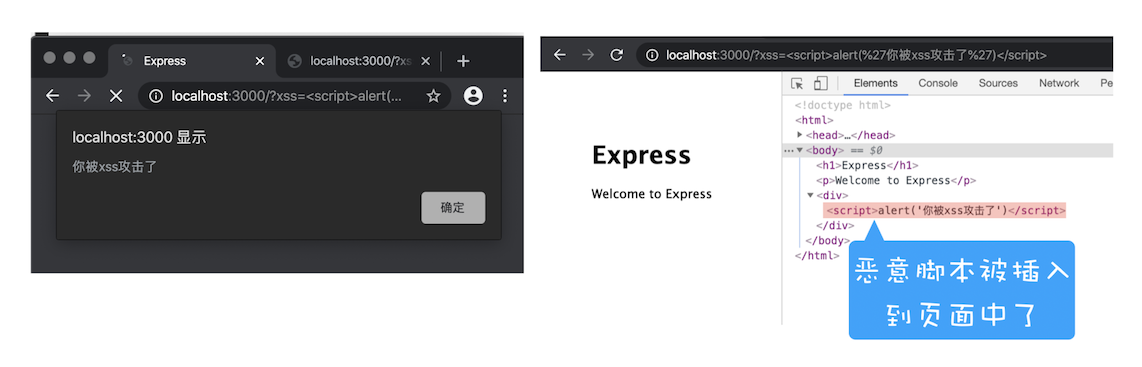 Express
localhost:3000/?xs
localhost:3000/?xss=<script>alert(...
localhost:3000 显示
你被xss攻击了
确定
localhost:3000/?xss=<script>alert(%27你被xss攻击了%27)</script>
Elements Console Sources Network Pe
Express
Welcome to Express
<!doctype html>
<html>
<head>…</head>
<body> == $0
<h1>Express</h1>
<p>Welcome to Express</p>
<div>
<script>alert('你被xss攻击了')</script>
</div>
</body>
</html>
恶意脚本被插入
到页面中了